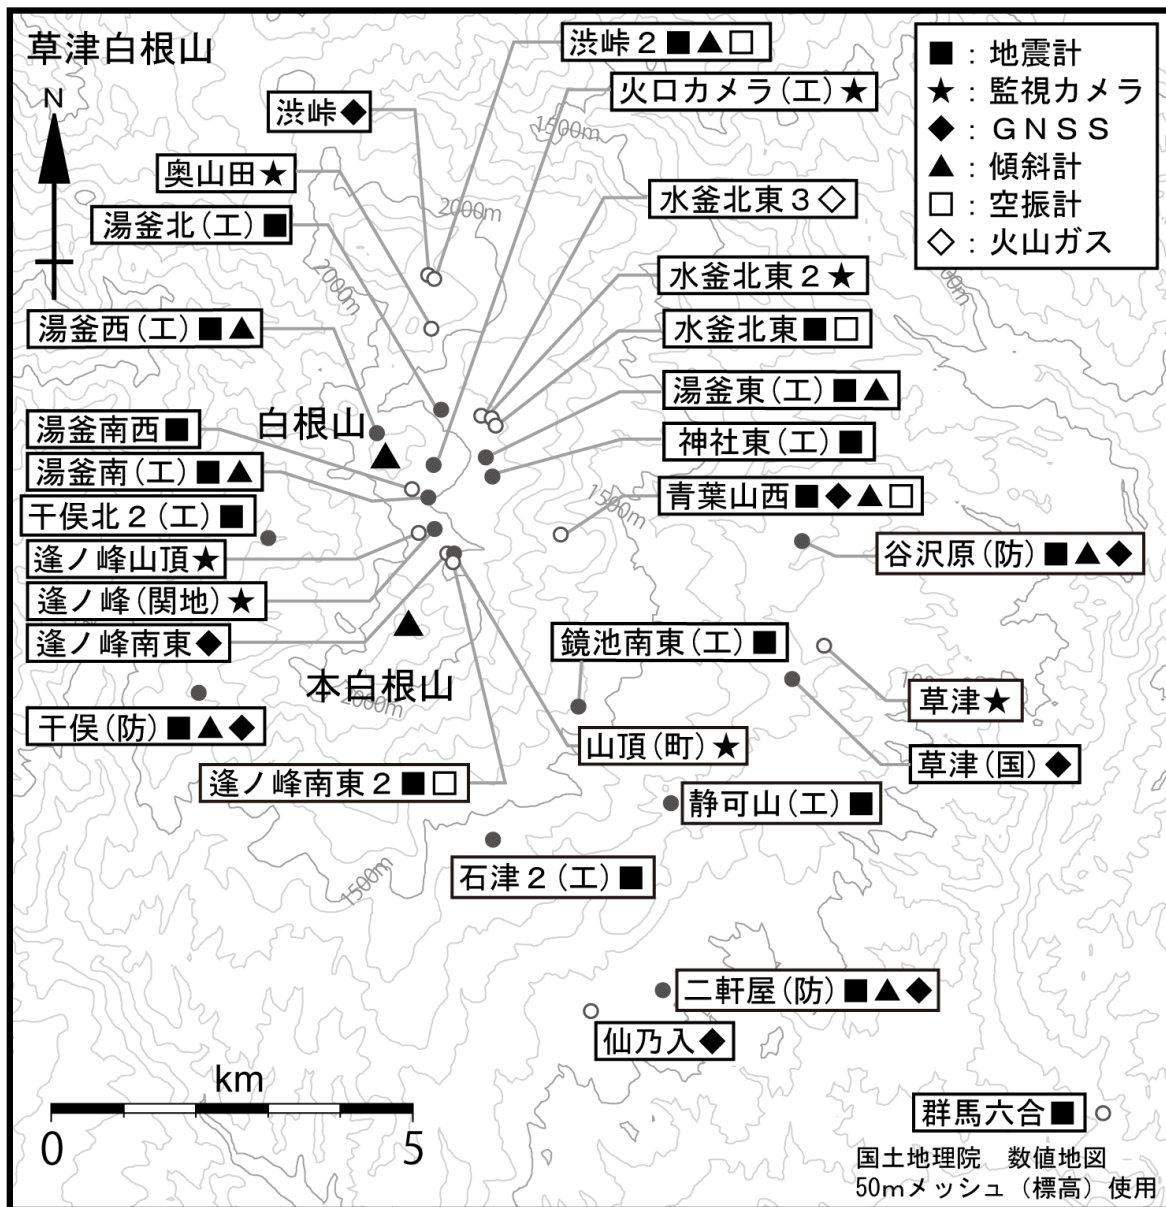 草津白根山
N
渋峠２■▲□
火口カメラ(工)★
■：地震計
★：監視カメラ
◆：ＧＮＳＳ
▲：傾斜計
□：空振計
◇：火山ガス
渋峠◆
奥山田★
湯釜北(工)■
1500m
2000m
水釜北東３◇
水釜北東２★
2000m
湯釜西(工)■▲
水釜北東■□
湯釜東(工)■▲
白根山
湯釜南西■
神社東(工)■
湯釜南(工)■▲
青葉山西■◆▲□
1500m
干俣北２(工)■
谷沢原(防)■▲◆
逢ノ峰山頂★
逢ノ峰(関地)★
逢ノ峰南東◆
鏡池南東(工)■
本白根山
2000m
草津★
干俣(防)■▲◆
山頂(町)★
草津(国)◆
逢ノ峰南東２■□
静可山(工)■
石津２(工)■
1500m
二軒屋(防)■▲◆
仙乃入◆
km
0 5
群馬六合■
国土地理院　数値地図
50mメッシュ（標高）使用